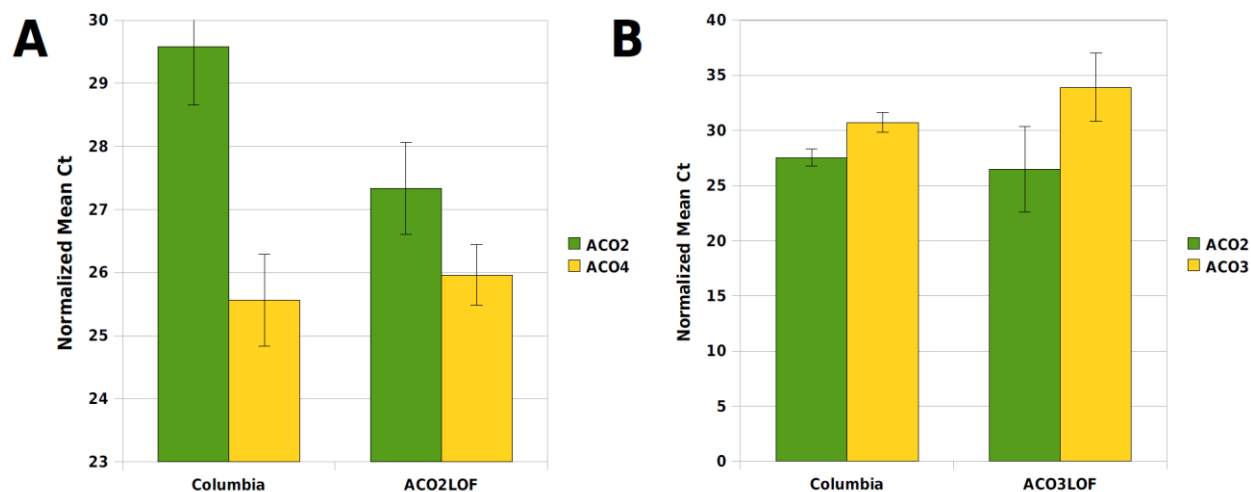 A
Normalized Mean Ct
30
29
28
27
26
25
24
23
Columbia
ACO2LOF
ACO2
ACO4
B
Normalized Mean Ct
40
35
30
25
20
15
10
5
0
Columbia
ACO3LOF
ACO2
ACO3